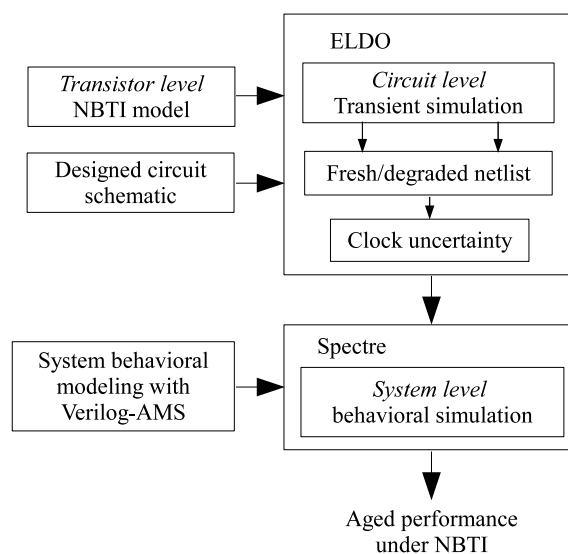 ELDO
Transistor level
NBTI model
Circuit level
Transient simulation
Designed circuit
schematic
Fresh/degraded netlist
Clock uncertainty
Spectre
System behavioral
modeling with
Verilog-AMS
System level
behavioral simulation
Aged performance
under NBTI